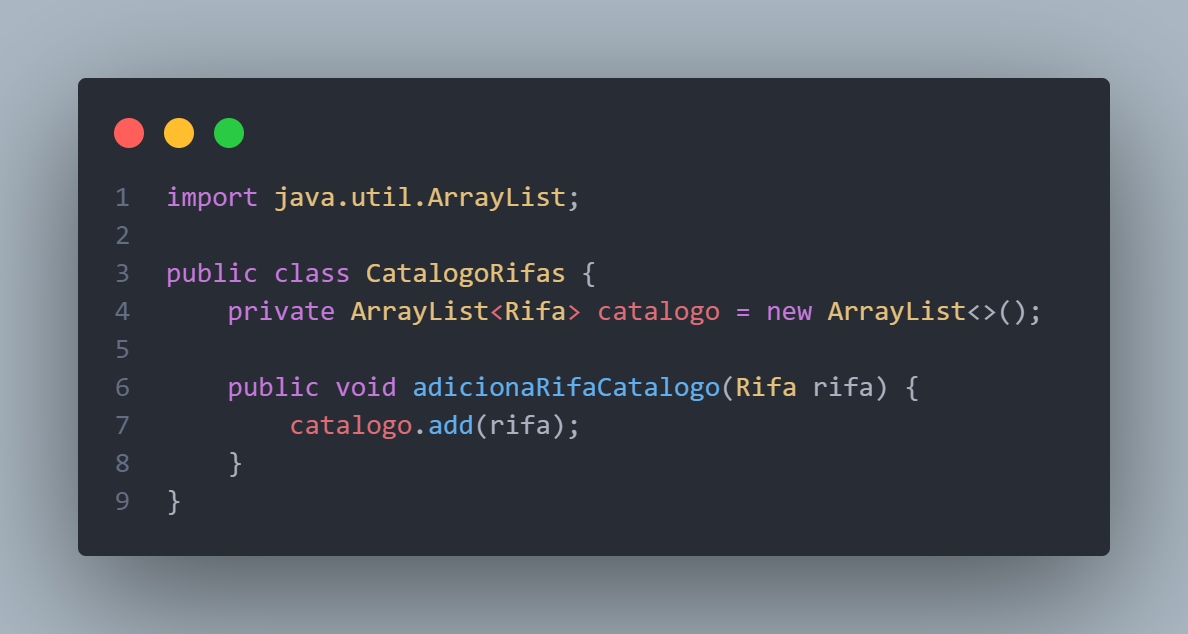 1 import java.util.ArrayList;
2
3 public class CatalogoRifas {
4     private ArrayList<Rifa> catalogo = new ArrayList<>();
5
6     public void adicionaRifaCatalogo(Rifa rifa) {
7         catalogo.add(rifa);
8     }
9 }